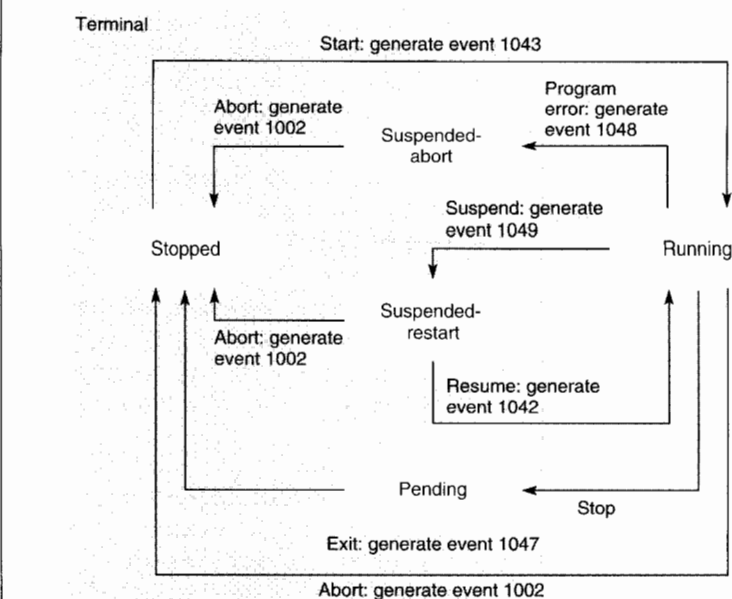 Terminal
Start: generate event 1043
Program
error: generate
event 1048
Abort: generate
event 1002
Suspended-
abort
Suspend: generate
event 1049
Stopped
Running
Suspended-
restart
Abort: generate
event 1002
Resume: generate
event 1042
Pending
Stop
Exit: generate event 1047
Abort: generate event 1002